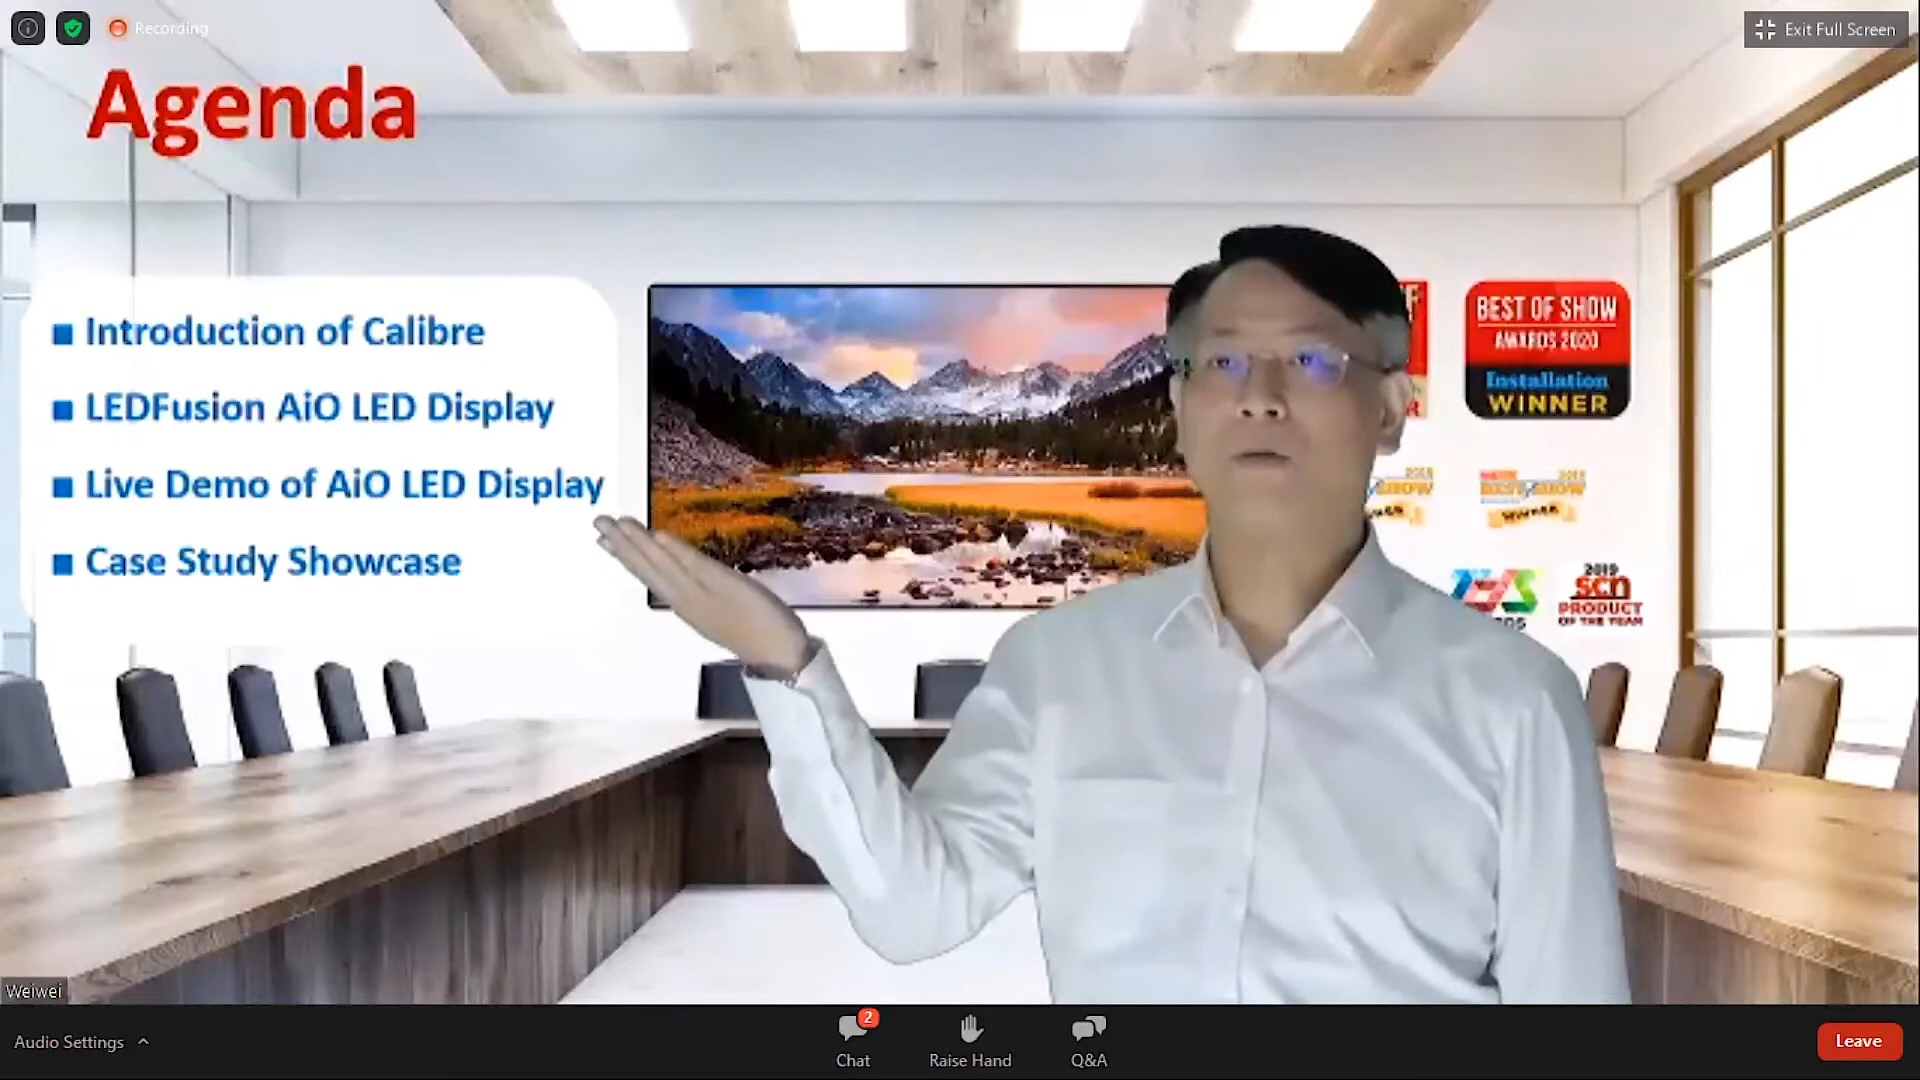 Recording
Exit Full Screen
Agenda
■ Introduction of Calibre
■ LEDFusion AiO LED Display
■ Live Demo of AiO LED Display
■ Case Study Showcase
BEST OF SHOW
AWARDS 2020
Installation
WINNER
2019
SCN
PRODUCT
OF THE YEAR
Weiwei
Audio Settings
2
Chat
Raise Hand
Q&A
Leave